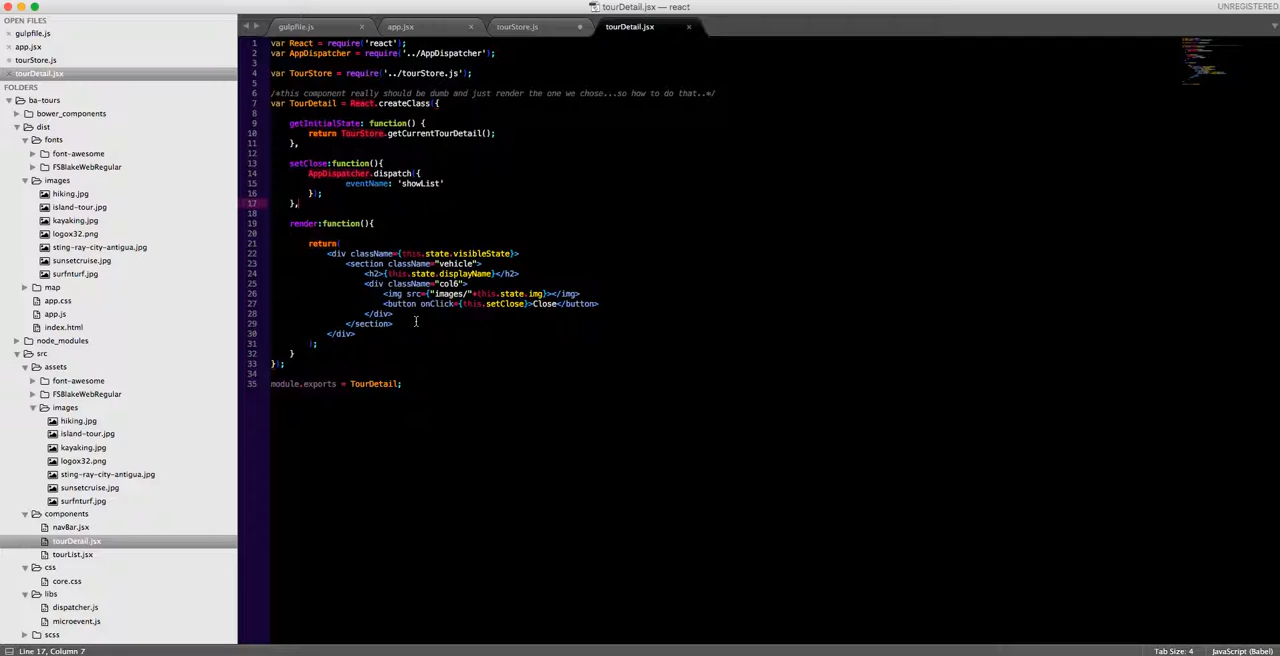 tourDetail.jsx — react
UNREGISTERED
OPEN FILES
gulpfile.js
app.jsx
tourStore.js
tourDetail.jsx
FOLDERS
ba-tours
bower_components
dist
fonts
font-awesome
FSBlakeWebRegular
images
hiking.jpg
island-tour.jpg
kayaking.jpg
logox32.png
sting-ray-city-antigua.jpg
sunsetcruise.jpg
surfnturf.jpg
map
app.css
app.js
index.html
node_modules
src
assets
font-awesome
FSBlakeWebRegular
images
hiking.jpg
island-tour.jpg
kayaking.jpg
logox32.png
sting-ray-city-antigua.jpg
sunsetcruise.jpg
surfnturf.jpg
components
navBar.jsx
tourDetail.jsx
tourList.jsx
css
core.css
libs
dispatcher.js
microevent.js
scss
gulpfile.js
app.jsx
tourStore.js
tourDetail.jsx
1 var React = require('react');
2 var AppDispatcher = require('../AppDispatcher');
3
4 var TourStore = require('../tourStore.js');
5
6 /*this component really should be dumb and just render the one we chose...so how to do that..*/
7 var TourDetail = React.createClass({
8
9 getInitialState: function() {
10 return TourStore.getCurrentTourDetail();
11 },
12
13 setClose:function(){
14 AppDispatcher.dispatch({
15 eventName: 'showList'
16 });
17 },
18
19 render:function(){
20
21 return(
22 <div className={this.state.visibleState}>
23 <section className="vehicle">
24 <h2>{this.state.displayName}</h2>
25 <div className="col6">
26 <img src={"images/"+this.state.img}></img>
27 <button onClick={this.setClose}>Close</button>
28 </div>
29 </section>
30 </div>
31 );
32 }
33 });
34
35 module.exports = TourDetail;
Line 17, Column 7
Tab Size: 4
JavaScript (Babel)